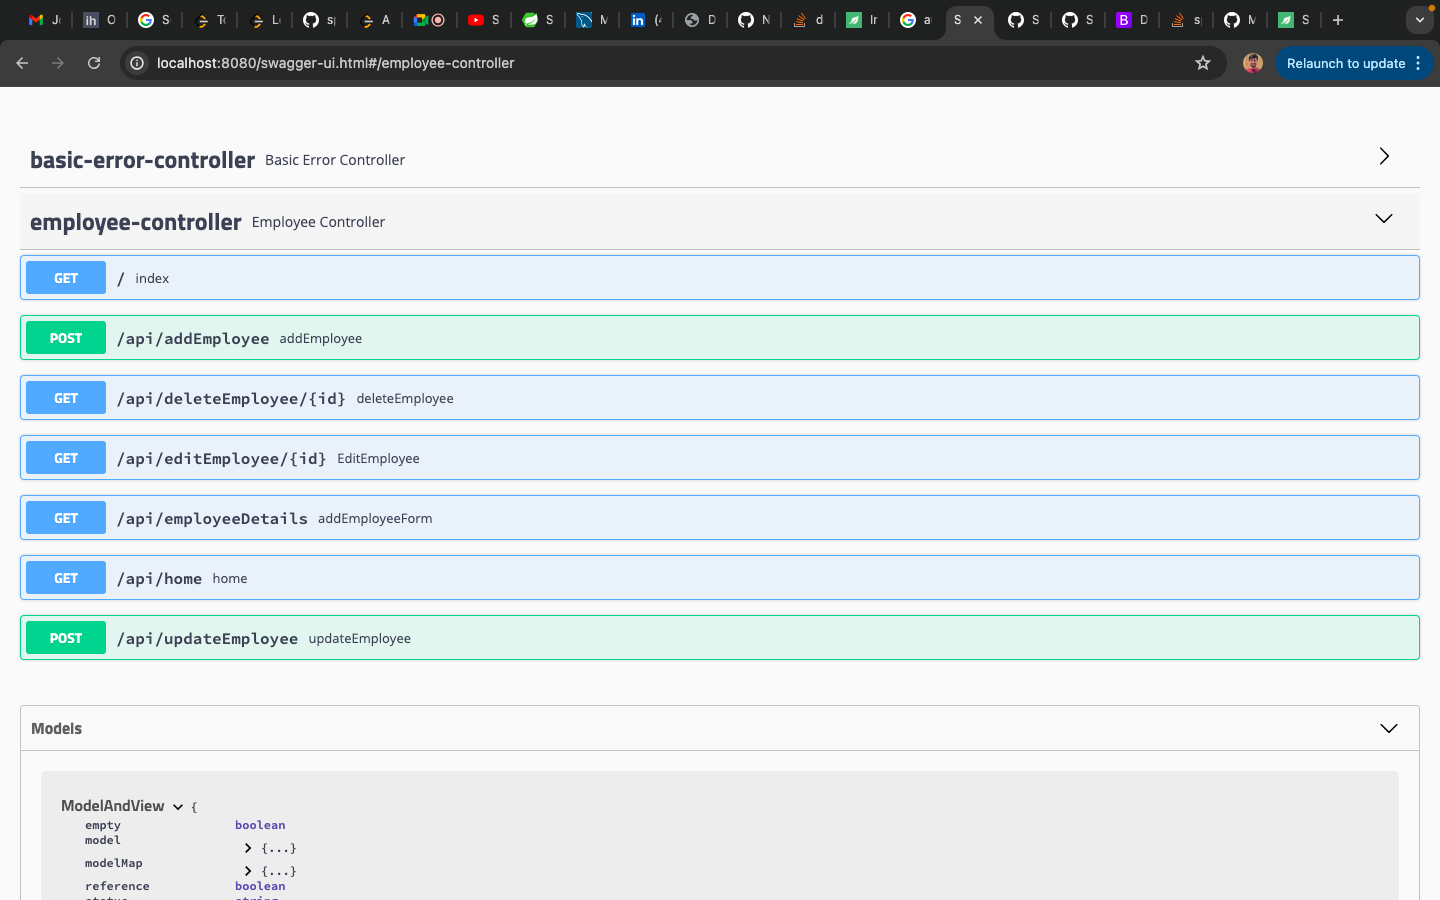 localhost:8080/swagger-ui.html#/employee-controller
Relaunch to update
basic-error-controller Basic Error Controller
employee-controller Employee Controller
GET / index
POST /api/addEmployee addEmployee
GET /api/deleteEmployee/{id} deleteEmployee
GET /api/editEmployee/{id} EditEmployee
GET /api/employeeDetails addEmployeeForm
GET /api/home home
POST /api/updateEmployee updateEmployee
Models
ModelAndView {
empty boolean
model {...}
modelMap {...}
reference boolean